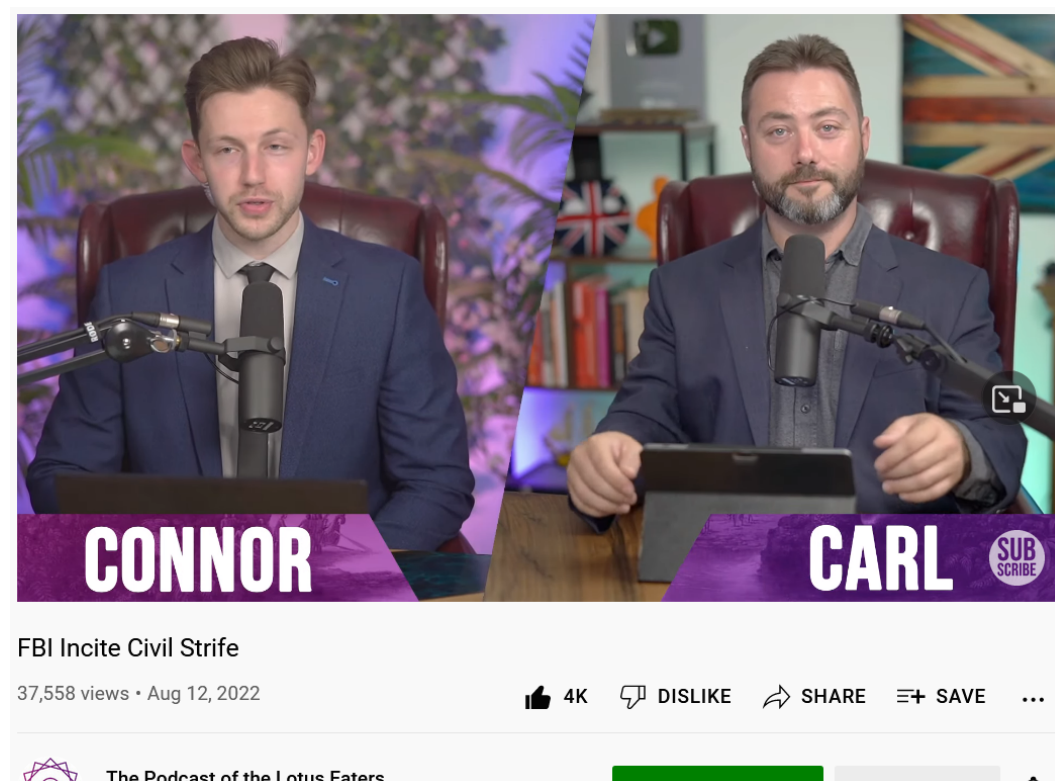 RODE
CONNOR
CARL
SUB
SCRIBE
FBI Incite Civil Strife
37,558 views • Aug 12, 2022
4K
DISLIKE
SHARE
SAVE
The Podcast of the Lotus Eaters